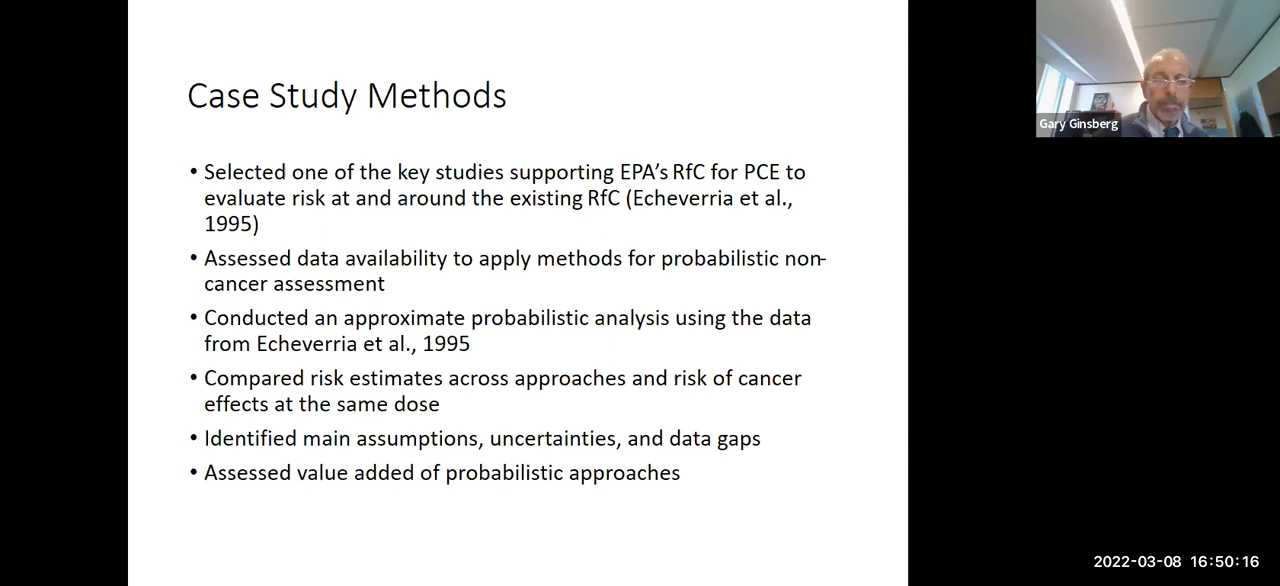 Case Study Methods
• Selected one of the key studies supporting EPA's RfC for PCE to
evaluate risk at and around the existing RfC (Echeverria et al.,
1995)
• Assessed data availability to apply methods for probabilistic non-
cancer assessment
• Conducted an approximate probabilistic analysis using the data
from Echeverria et al., 1995
• Compared risk estimates across approaches and risk of cancer
effects at the same dose
• Identified main assumptions, uncertainties, and data gaps
• Assessed value added of probabilistic approaches
Gary Ginsberg
2022-03-08 16:50:16